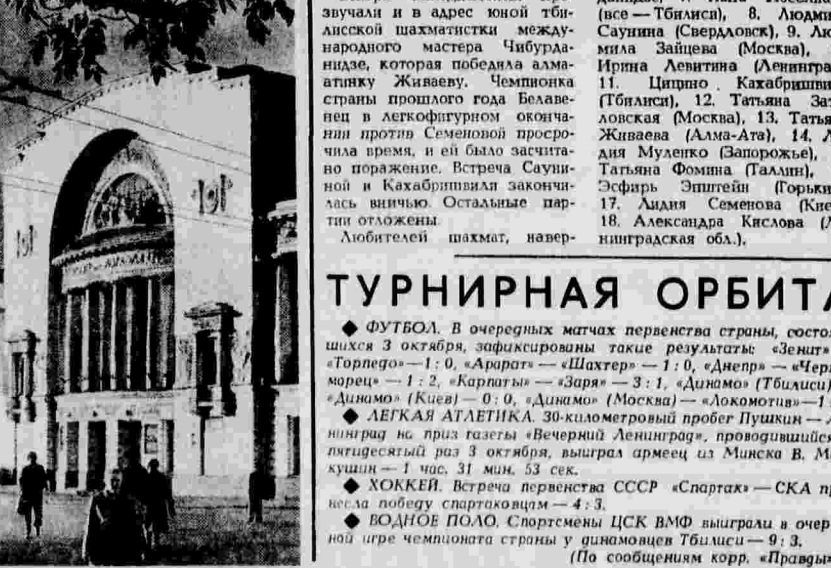 звучали и в адрес юной тби-
лисской шахматистки между-
народного мастера Чибурда-
нидзе, которая победила алма-
атинку Живаеву. Чемпионка
страны прошлого года Белаве-
нец в легкофигурном оконча-
нии против Семеновой просро-
чила время, и ей было засчита-
но поражение. Встреча Сауни-
ной и Кахабришвили закончи-
лась вничью. Остальные пар-
тии отложены.
Любителей шахмат, навер-
(все — Тбилиси), 8. Людми
Саунина (Свердловск), 9. Лю
мила Зайцева (Москва),
Ирина Левитина (Ленингра
11. Цицино Кахабришви
(Тбилиси), 12. Татьяна Зат
ловская (Москва), 13. Татья
Живаева (Алма-Ата), 14. Л
дия Муленко (Запорожье),
Татьяна Фомина (Таллин),
Эсфирь Эпштейн (Горьки
17. Лидия Семенова (Кие
18. Александра Кислова (Л
нинградская обл.).
ТУРНИРНАЯ ОРБИТА
◆ ФУТБОЛ. В очередных матчах первенства страны, состо
шихся 3 октября, зафиксированы такие результаты: «Зенит»
«Торпедо» — 1 : 0, «Арарат» — «Шахтер» — 1 : 0, «Днепр» — «Чер
морец» — 1 : 2, «Карпаты» — «Заря» — 3 : 1, «Динамо» (Тбилиси)
«Динамо» (Киев) — 0 : 0, «Динамо» (Москва) — «Локомотив» — 1
◆ ЛЕГКАЯ АТЛЕТИКА. 30-километровый пробег Пушкин — Л
нинград на приз газеты «Вечерний Ленинград», проводившийся
пятидесятый раз 3 октября, выиграл армеец из Минска В. М
кушин — 1 час. 31 мин. 53 сек.
◆ ХОККЕЙ. Встреча первенства СССР «Спартак» — СКА пр
несла победу спартаковцам — 4 : 3.
◆ ВОДНОЕ ПОЛО. Спортсмены ЦСК ВМФ выиграли в очер
ной игре чемпионата страны у динамовцев Тбилиси — 9 : 3.
(По сообщениям корр. «Правды»